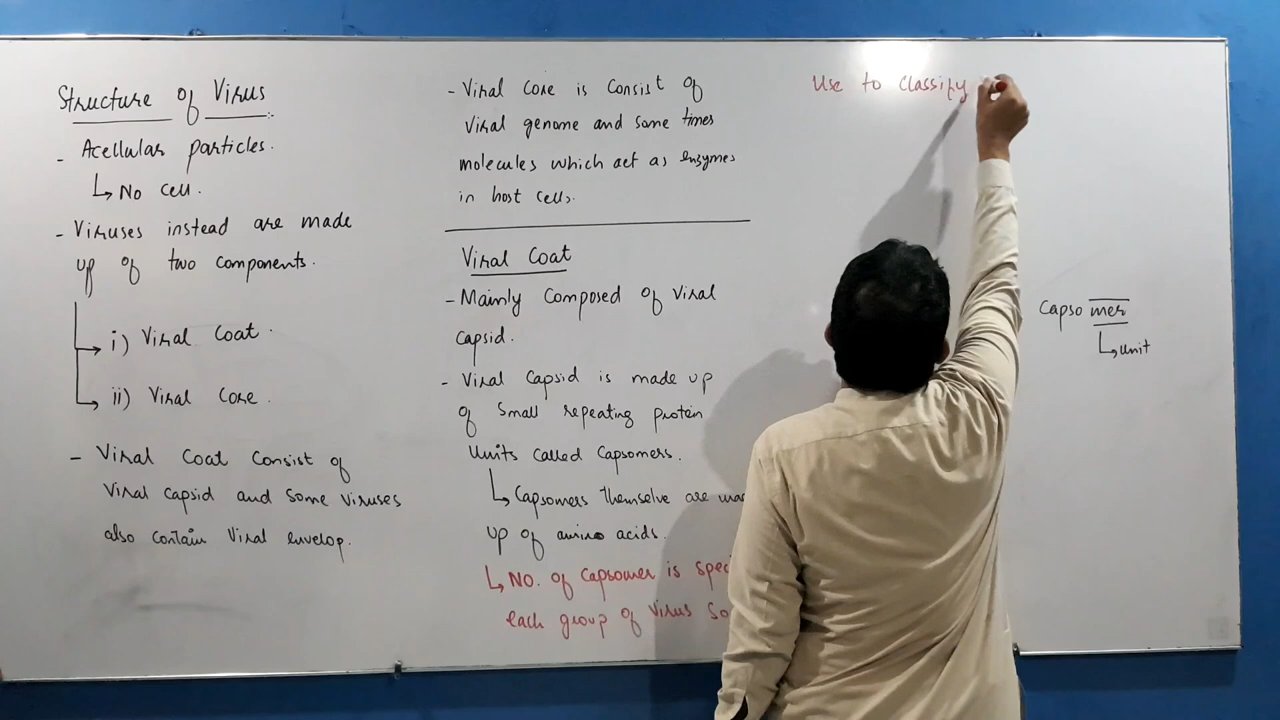 Structure of Virus
- Acellular particles.
↳ No cell.
- Viruses instead are made
up of two components.
i) Viral Coat.
ii) Viral Core.
- Viral Coat Consist of
Viral capsid and Some Viruses
also contain Viral envelop.
- Viral Core is Consist of
Viral genome and some times
molecules which act as enzymes
in host cells.
Viral Coat
- Mainly Composed of Viral
capsid.
- Viral Capsid is made up
of Small repeating protein
Units called Capsomers.
↳ Capsomers themselve are
up of amino acids.
↳ No. of Capsomer is
each group of Virus So
Use to Classify
Capsomer
↳ Unit